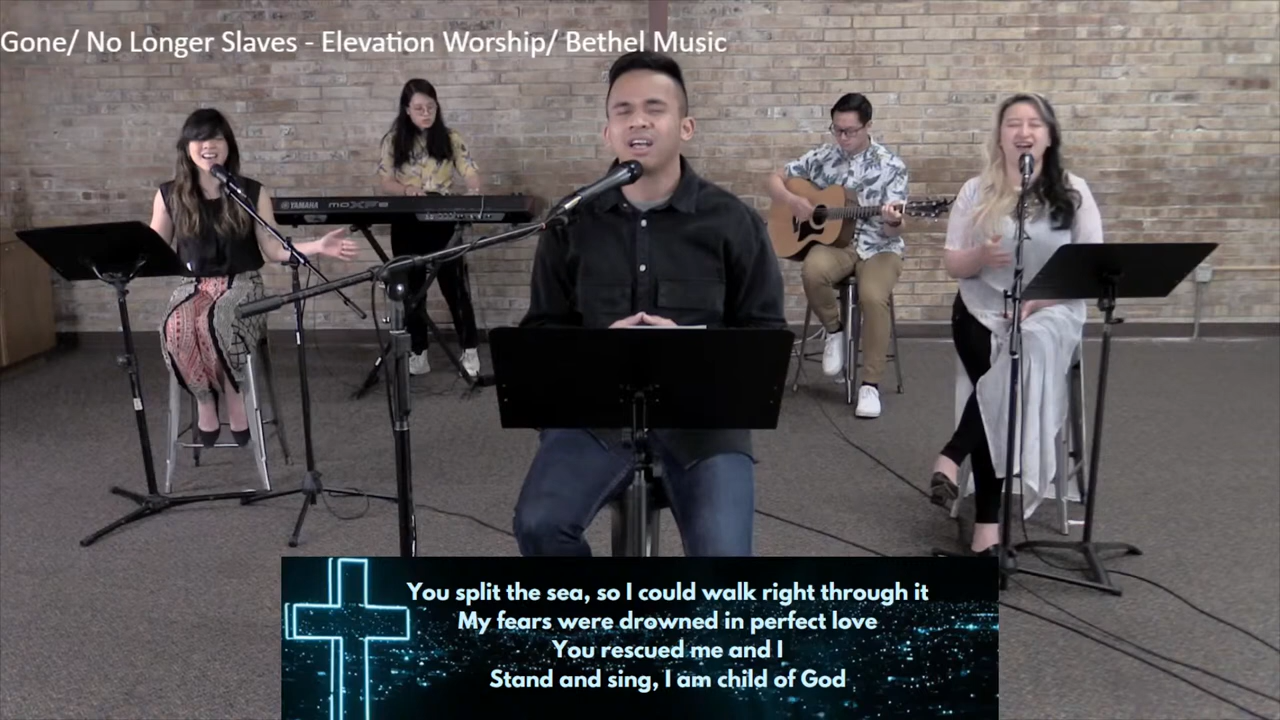 Gone/ No Longer Slaves - Elevation Worship/ Bethel Music
YAMAHA MOXF8
You split the sea, so I could walk right through it
My fears were drowned in perfect love
You rescued me and I
Stand and sing, I am child of God